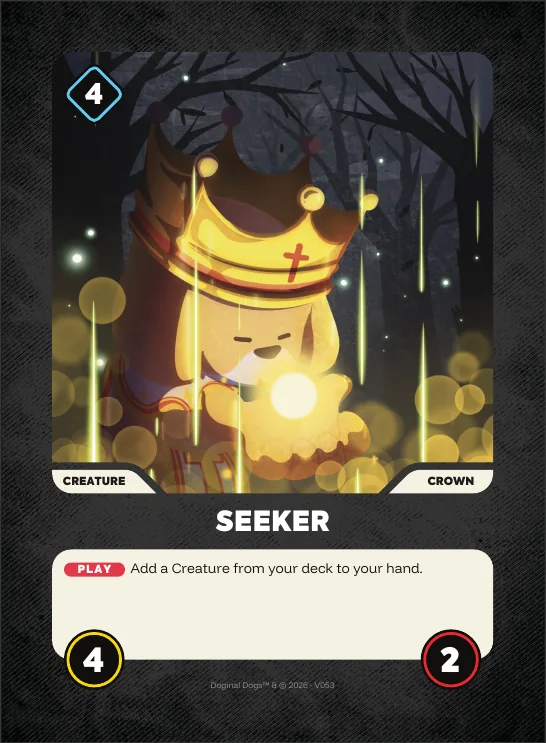 4
CREATURE
CROWN
SEEKER
PLAY Add a Creature from your deck to your hand.
4
2
Doginal Dogs™ & © 2026 · V053